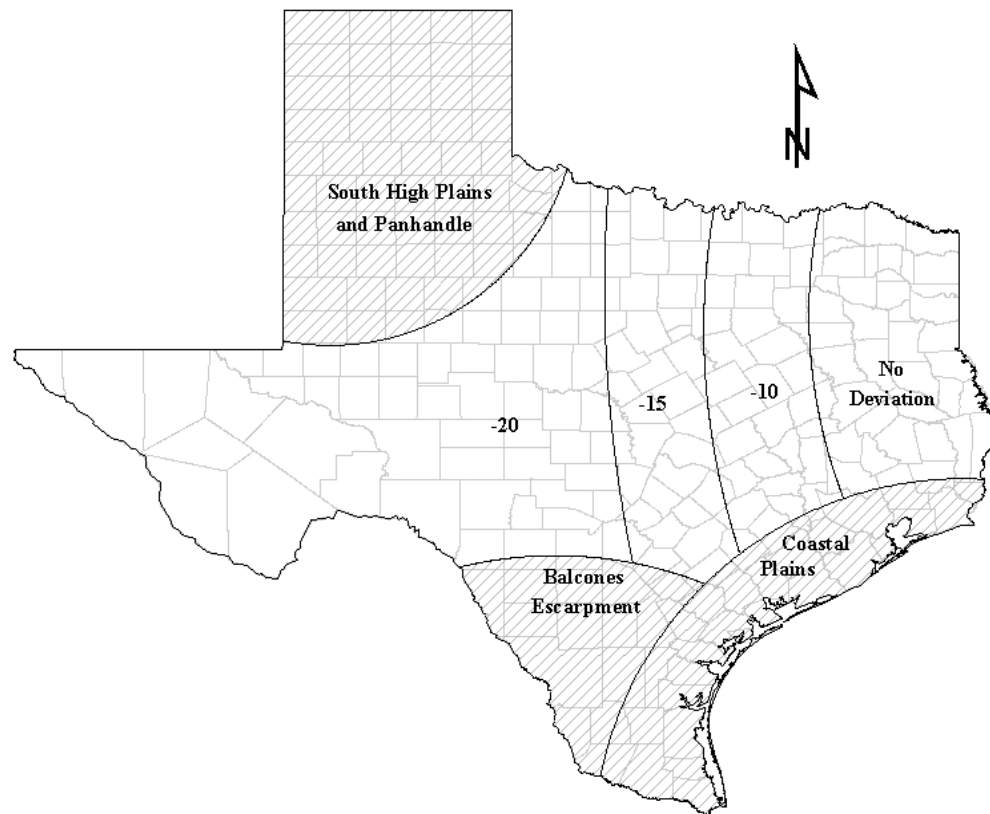 N
South High Plains
and Panhandle
No
Deviation
-10
-15
-20
Coastal
Plains
Balcones
Escarpment